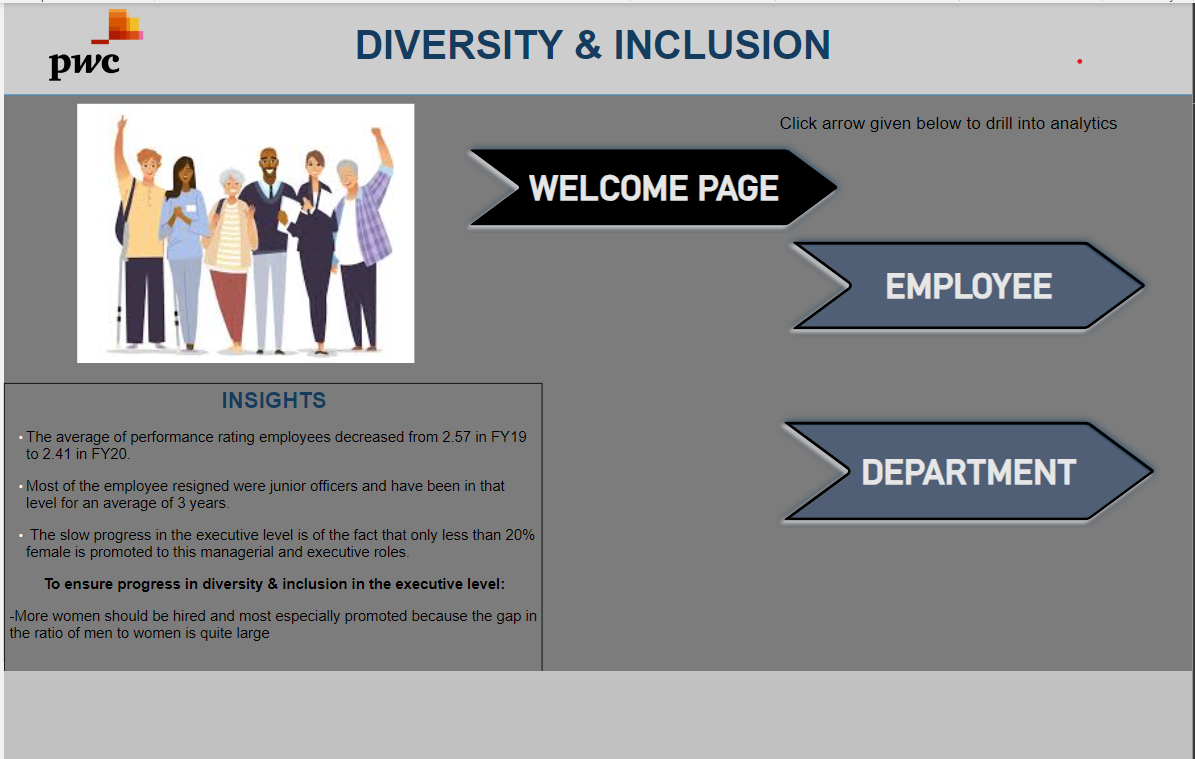 pwc
DIVERSITY & INCLUSION
Click arrow given below to drill into analytics
WELCOME PAGE
EMPLOYEE
DEPARTMENT
INSIGHTS
• The average of performance rating employees decreased from 2.57 in FY19
to 2.41 in FY20.
• Most of the employee resigned were junior officers and have been in that
level for an average of 3 years.
• The slow progress in the executive level is of the fact that only less than 20%
female is promoted to this managerial and executive roles.
To ensure progress in diversity & inclusion in the executive level:
-More women should be hired and most especially promoted because the gap in
the ratio of men to women is quite large